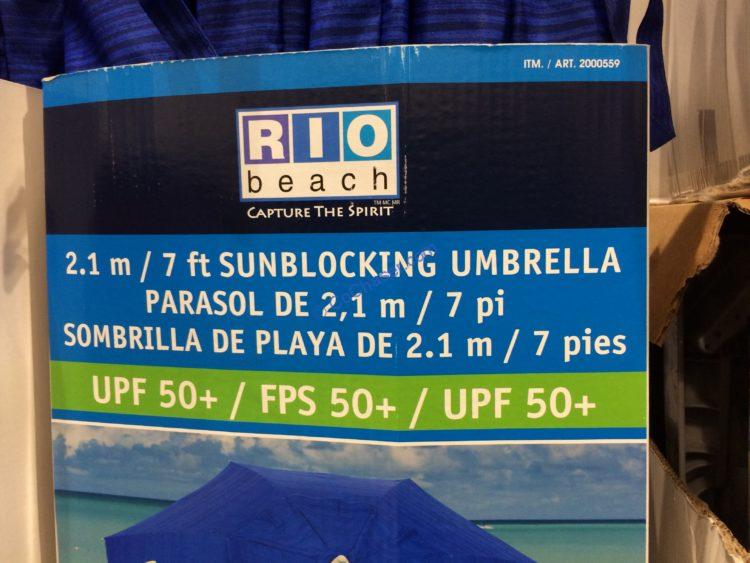 ITM. / ART. 2000559
RIO
beach
TM MC MR
CAPTURE THE SPIRIT
2.1 m / 7 ft SUNBLOCKING UMBRELLA
PARASOL DE 2,1 m / 7 pi
SOMBRILLA DE PLAYA DE 2.1 m / 7 pies
UPF 50+ / FPS 50+ / UPF 50+